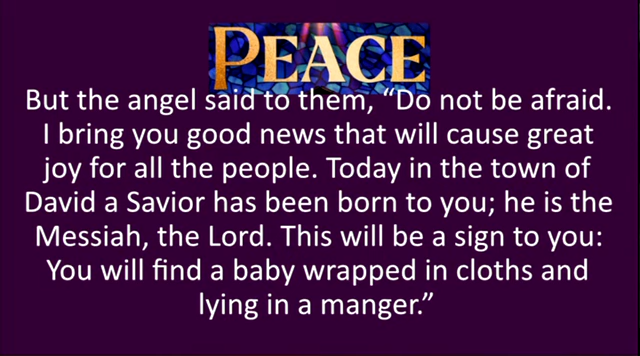 PEACE
But the angel said to them, “Do not be afraid.
I bring you good news that will cause great
joy for all the people. Today in the town of
David a Savior has been born to you; he is the
Messiah, the Lord. This will be a sign to you:
You will find a baby wrapped in cloths and
lying in a manger.”